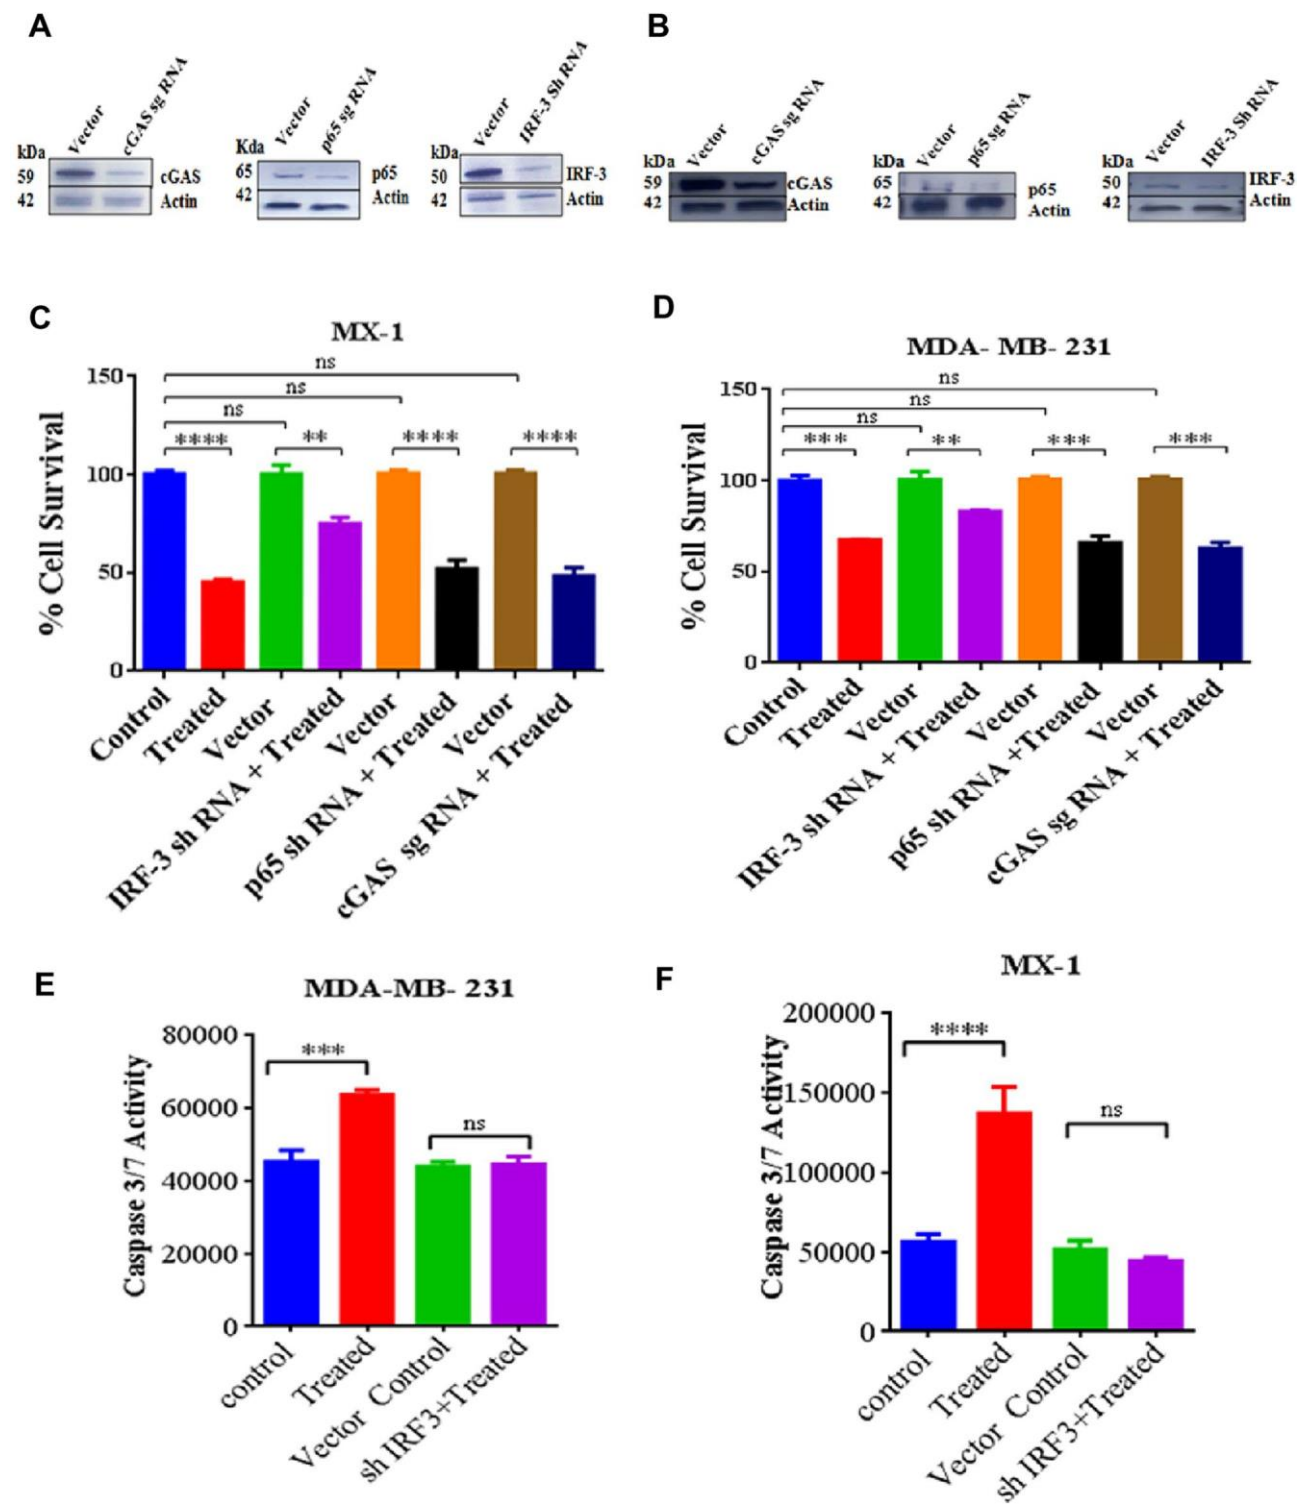 A
Vector
cGAS sg RNA
kDa
59
42
cGAS
Actin
Vector
p65 sg RNA
Kda
65
42
p65
Actin
Vector
IRF-3 Sh RNA
kDa
50
42
IRF-3
Actin
B
Vector
cGAS sg RNA
kDa
59
42
cGAS
Actin
Vector
p65 sg RNA
kDa
65
42
p65
Actin
Vector
IRF-3 Sh RNA
kDa
50
42
IRF-3
Actin
C
MX-1
% Cell Survival
150
100
50
0
ns
ns
ns
**** ** **** ****
Control
Treated
Vector
IRF-3 sh RNA + Treated
Vector
p65 sh RNA + Treated
Vector
cGAS sg RNA + Treated
D
MDA- MB- 231
% Cell Survival
150
100
50
0
ns
ns
ns
*** ** *** ***
Control
Treated
Vector
IRF-3 sh RNA + Treated
Vector
p65 sh RNA +Treated
Vector
cGAS sg RNA + Treated
E
MDA-MB- 231
Caspase 3/7 Activity
80000
60000
40000
20000
0
***
ns
control
Treated
Vector Control
sh IRF3+Treated
F
MX-1
Caspase 3/7 Activity
200000
150000
100000
50000
0
****
ns
control
Treated
Vector Control
sh IRF3+Treated